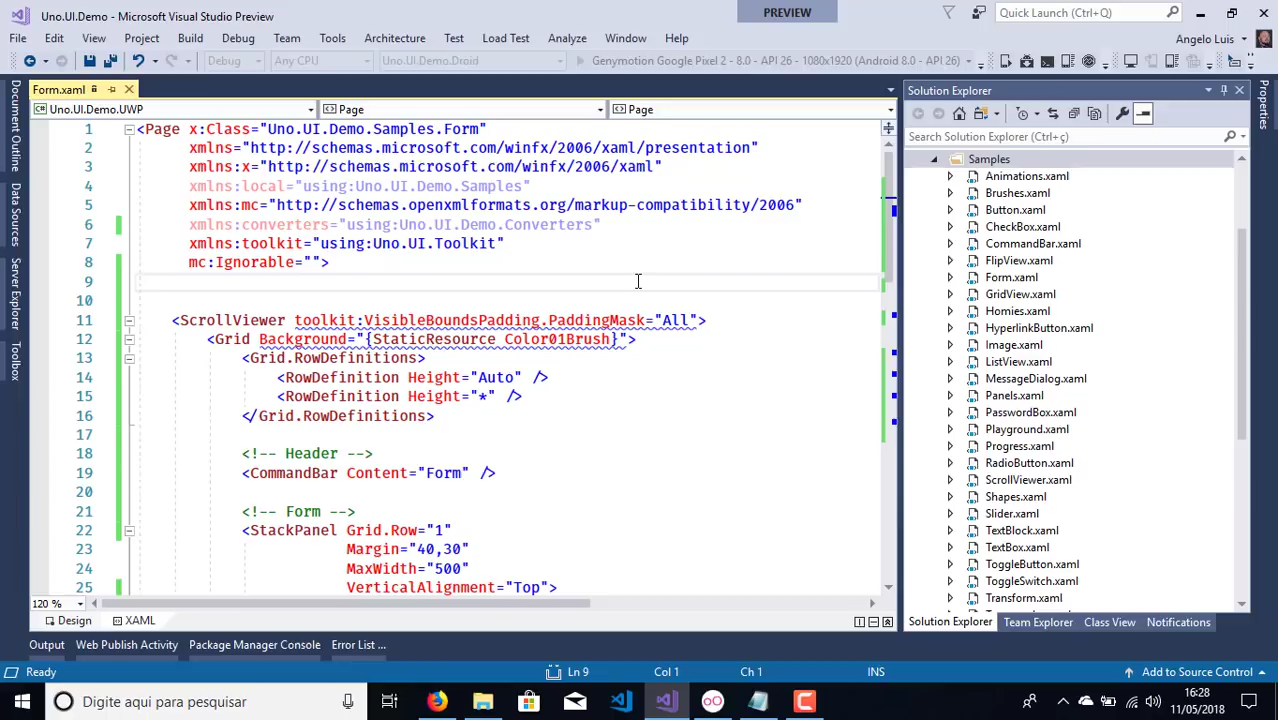 Uno.UI.Demo - Microsoft Visual Studio Preview
PREVIEW
Quick Launch (Ctrl+Q)
File Edit View Project Build Debug Team Tools Architecture Test Load Test Analyze Window Help
Angelo Luis
Debug Any CPU Uno.UI.Demo.Droid Genymotion Google Pixel 2 - 8.0 - API 26 - 1080x1920 (Android 8.0 - API 26)
Form.xaml
Uno.UI.Demo.UWP Page Page
Document Outline
Data Sources
Server Explorer
Toolbox
1 <Page x:Class="Uno.UI.Demo.Samples.Form"
2 xmlns="http://schemas.microsoft.com/winfx/2006/xaml/presentation"
3 xmlns:x="http://schemas.microsoft.com/winfx/2006/xaml"
4 xmlns:local="using:Uno.UI.Demo.Samples"
5 xmlns:mc="http://schemas.openxmlformats.org/markup-compatibility/2006"
6 xmlns:converters="using:Uno.UI.Demo.Converters"
7 xmlns:toolkit="using:Uno.UI.Toolkit"
8 mc:Ignorable="">
9
10
11 <ScrollViewer toolkit:VisibleBoundsPadding.PaddingMask="All">
12 <Grid Background="{StaticResource Color01Brush}">
13 <Grid.RowDefinitions>
14 <RowDefinition Height="Auto" />
15 <RowDefinition Height="*" />
16 </Grid.RowDefinitions>
17
18 <!-- Header -->
19 <CommandBar Content="Form" />
20
21 <!-- Form -->
22 <StackPanel Grid.Row="1"
23 Margin="40,30"
24 MaxWidth="500"
25 VerticalAlignment="Top">
120 %
Design XAML
Solution Explorer
Search Solution Explorer (Ctrl+ç)
Samples
Animations.xaml
Brushes.xaml
Button.xaml
CheckBox.xaml
CommandBar.xaml
FlipView.xaml
Form.xaml
GridView.xaml
Homies.xaml
HyperlinkButton.xaml
Image.xaml
ListView.xaml
MessageDialog.xaml
Panels.xaml
PasswordBox.xaml
Playground.xaml
Progress.xaml
RadioButton.xaml
ScrollViewer.xaml
Shapes.xaml
Slider.xaml
TextBlock.xaml
TextBox.xaml
ToggleButton.xaml
ToggleSwitch.xaml
Transform.xaml
Solution Explorer Team Explorer Class View Notifications
Properties
Output Web Publish Activity Package Manager Console Error List ...
Ready Ln 9 Col 1 Ch 1 INS Add to Source Control
Digite aqui para pesquisar
16:28
11/05/2018